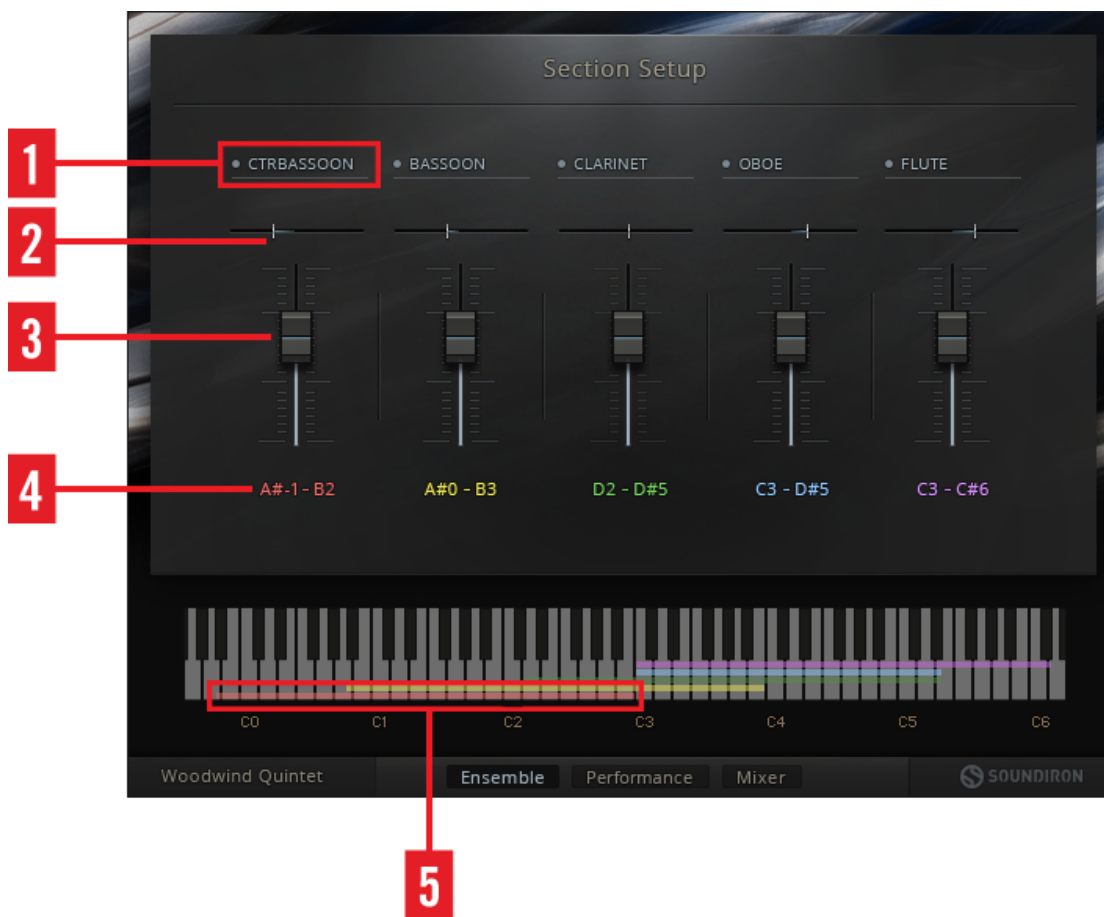 Section Setup
1
CTRBASSOON BASSOON CLARINET OBOE FLUTE
2
3
4
A#-1 - B2 A#0 - B3 D2 - D#5 C3 - D#5 C3 - C#6
C0 C1 C2 C3 C4 C5 C6
Woodwind Quintet Ensemble Performance Mixer SOUNDIRON
5